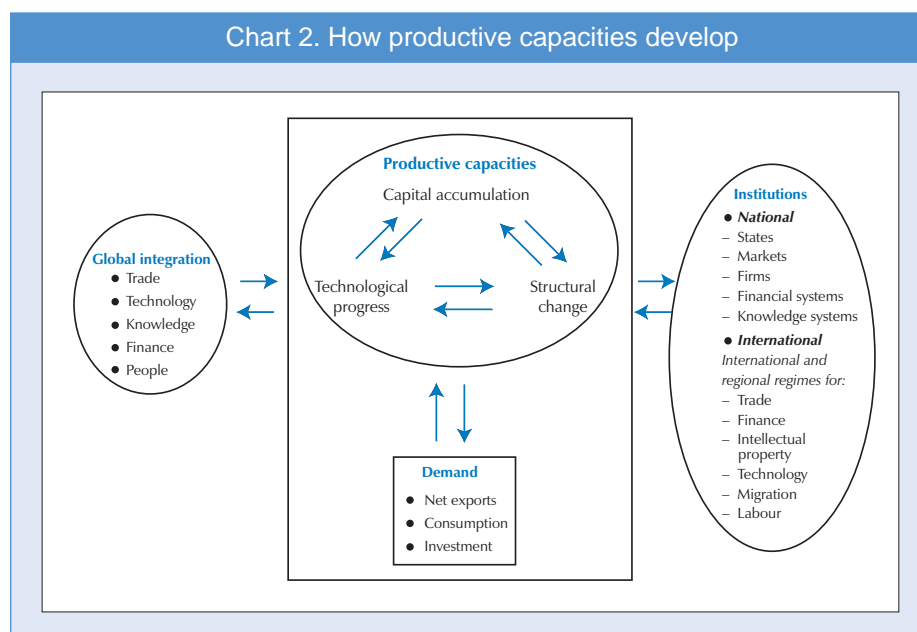 Chart 2. How productive capacities develop
Global integration
● Trade
● Technology
● Knowledge
● Finance
● People
Productive capacities
Capital accumulation
Technological
progress
Structural
change
Demand
● Net exports
● Consumption
● Investment
Institutions
● National
– States
– Markets
– Firms
– Financial systems
– Knowledge systems
● International
International and
regional regimes for:
– Trade
– Finance
– Intellectual
property
– Technology
– Migration
– Labour